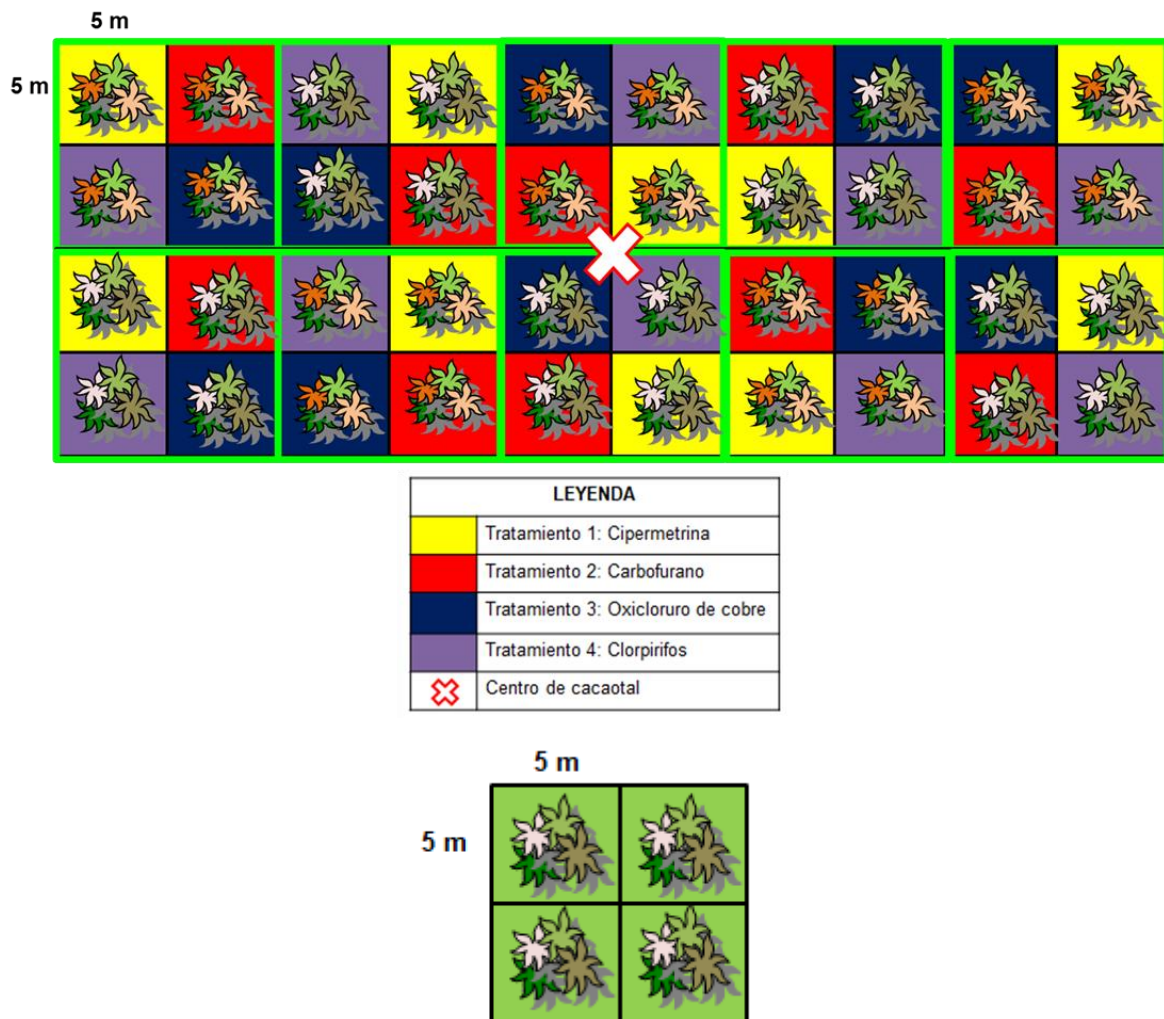 5 m
5 m
LEYENDA
Tratamiento 1: Cipermetrina
Tratamiento 2: Carbofurano
Tratamiento 3: Oxicloruro de cobre
Tratamiento 4: Clorpirifos
Centro de cacaotal
5 m
5 m